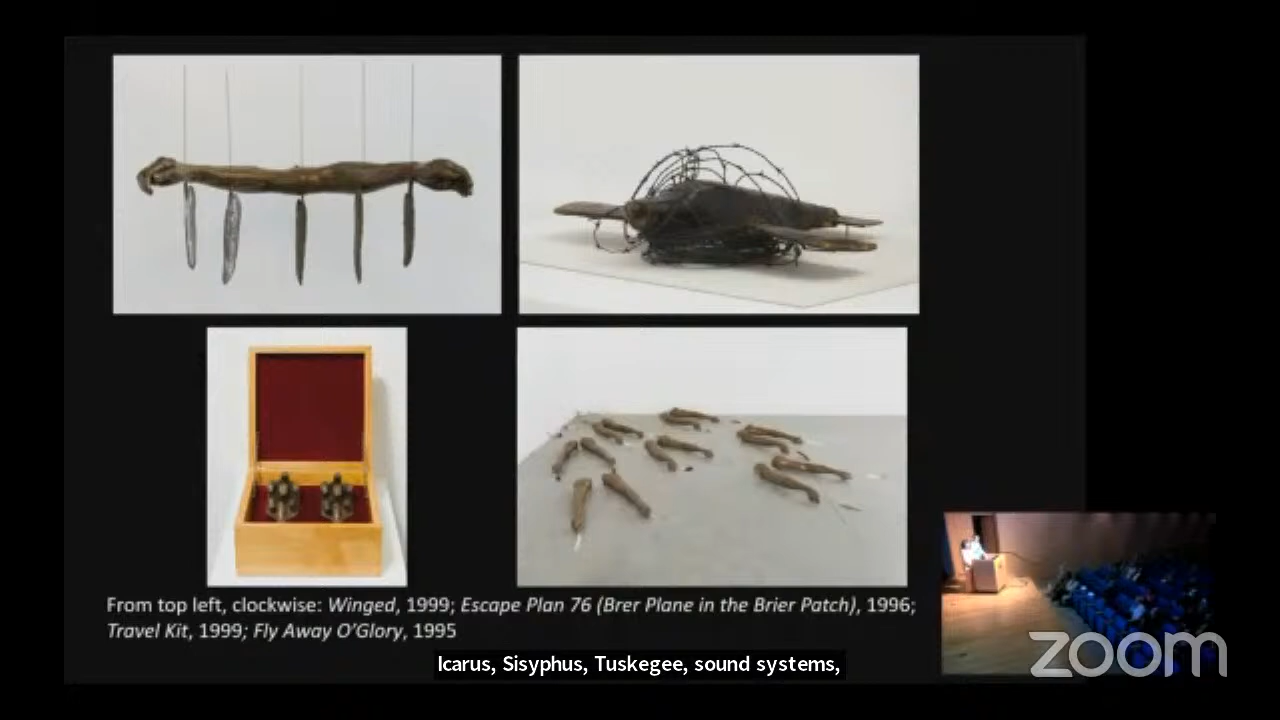 From top left, clockwise: Winged, 1999; Escape Plan 76 (Brer Plane in the Brier Patch), 1996;
Travel Kit, 1999; Fly Away O'Glory, 1995
Icarus, Sisyphus, Tuskegee, sound systems,
zoom